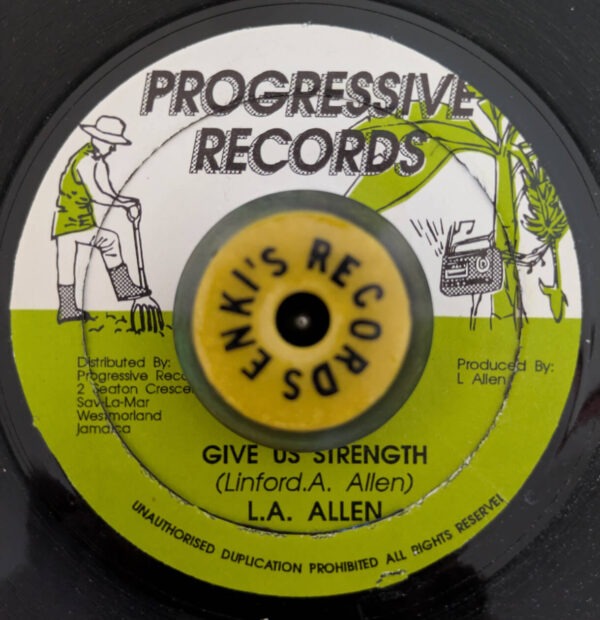 PROGRESSIVE
RECORDS
ENKI'S RECORDS
Distributed By:
Progressive Reco
2 Seaton Cresce
Sav-La-Mar
Westmorland
Jamaica
Produced By:
L Allen
GIVE US STRENGTH
(Linford.A. Allen)
L.A. ALLEN
UNAUTHORISED DUPLICATION PROHIBITED ALL RIGHTS RESERVE